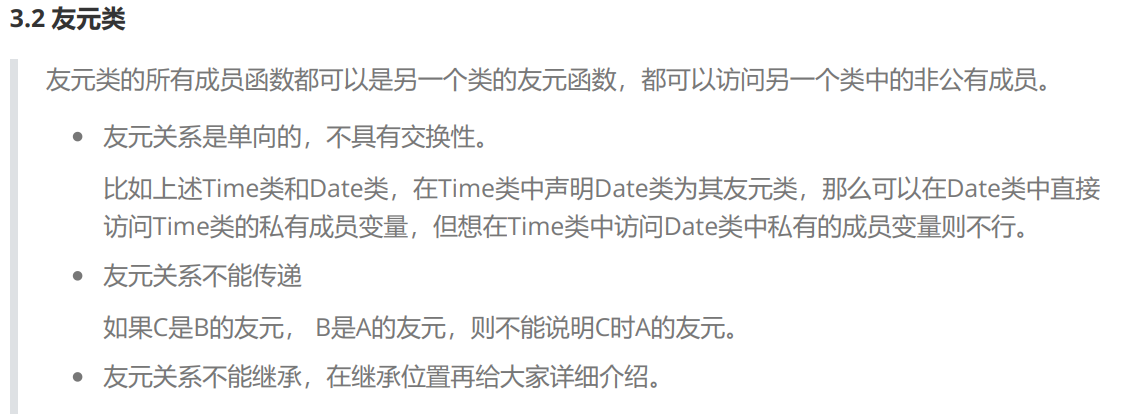 3.2 友元类
友元类的所有成员函数都可以是另一个类的友元函数，都可以访问另一个类中的非公有成员。
友元关系是单向的，不具有交换性。
比如上述Time类和Date类，在Time类中声明Date类为其友元类，那么可以在Date类中直接
访问Time类的私有成员变量，但想在Time类中访问Date类中私有的成员变量则不行。
友元关系不能传递
如果C是B的友元， B是A的友元，则不能说明C时A的友元。
友元关系不能继承，在继承位置再给大家详细介绍。